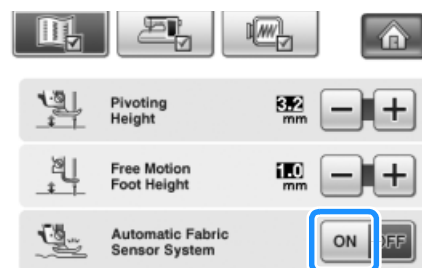 Pivoting
Height
3.2
mm
Free Motion
Foot Height
1.0
mm
Automatic Fabric
Sensor System
ON OFF